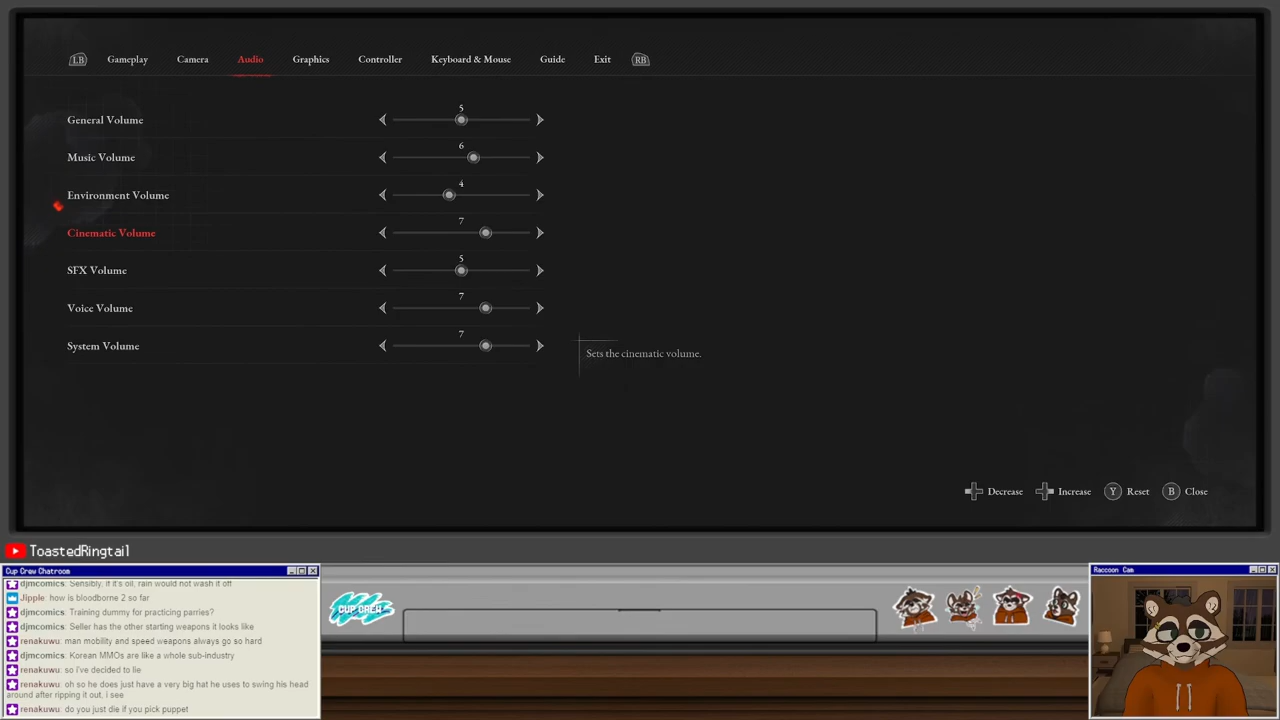 LB Gameplay Camera Audio Graphics Controller Keyboard & Mouse Guide Exit RB
5
General Volume
6
Music Volume
4
Environment Volume
7
Cinematic Volume
5
SFX Volume
7
Voice Volume
7
System Volume
Sets the cinematic volume.
Decrease Increase Y Reset B Close
ToastedRingtail
Cup Crew Chatroom
djmcomics: Sensibly, if it's oil, rain would not wash it off
Jipple: how is bloodborne 2 so far
djmcomics: Training dummy for practicing parries?
djmcomics: Seller has the other starting weapons it looks like
renakuwu: man mobility and speed weapons always go so hard
djmcomics: Korean MMOs are like a whole sub-industry
renakuwu: so i've decided to lie
renakuwu: oh so he does just have a very big hat he uses to swing his head
around after ripping it out, i see
renakuwu: do you just die if you pick puppet
CUP CREW
Raccoon Cam